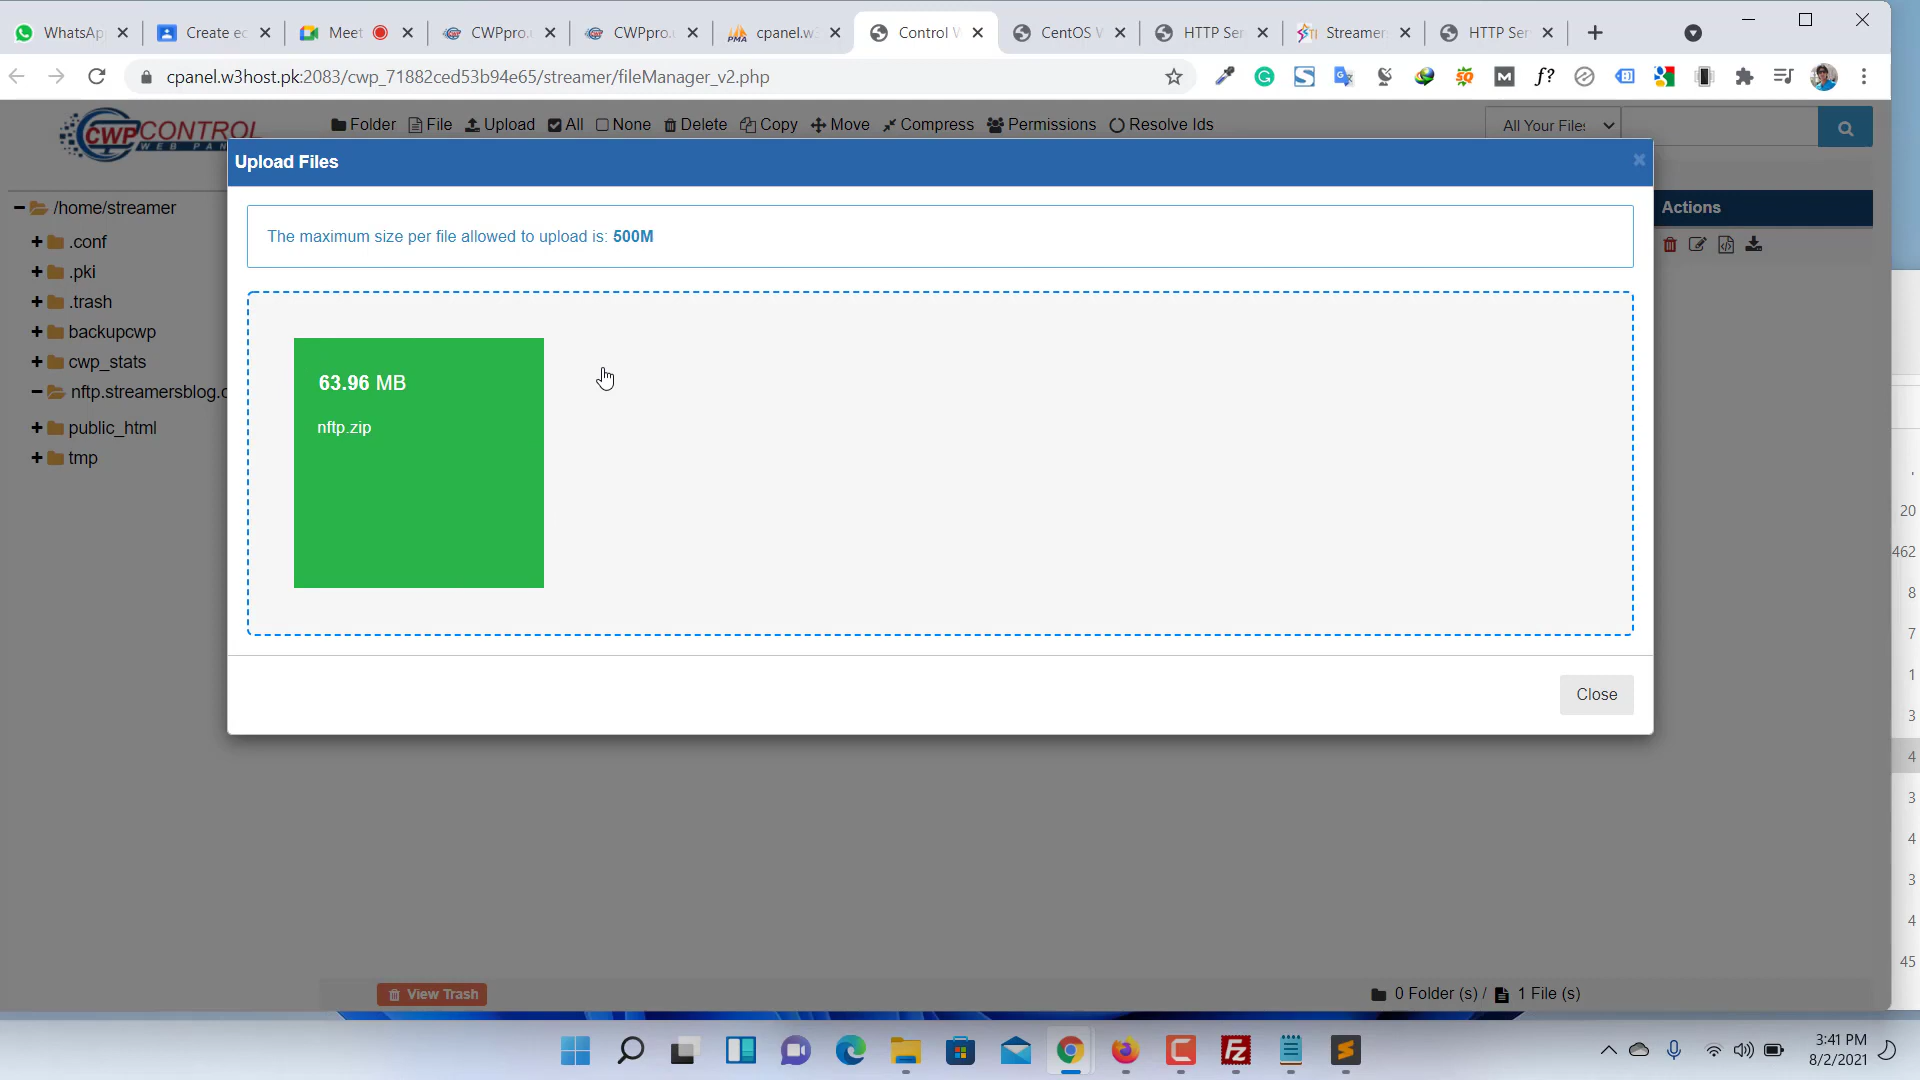 WhatsAp
Create ec
Meet
CWPpro.
CWPpro.
cpanel.w3
Control W
CentOS W
HTTP Ser
Streamer
HTTP Ser
cpanel.w3host.pk:2083/cwp_71882ced53b94e65/streamer/fileManager_v2.php
CWPCONTROL
WEB PAN
Folder File Upload All None Delete Copy Move Compress Permissions Resolve Ids
All Your Files
Upload Files
The maximum size per file allowed to upload is: 500M
63.96 MB
nftp.zip
Close
Actions
/home/streamer
.conf
.pki
.trash
backupcwp
cwp_stats
nftp.streamersblog.c
public_html
tmp
20
462
8
7
1
3
4
3
4
3
4
45
View Trash
0 Folder (s) / 1 File (s)
3:41 PM
8/2/2021